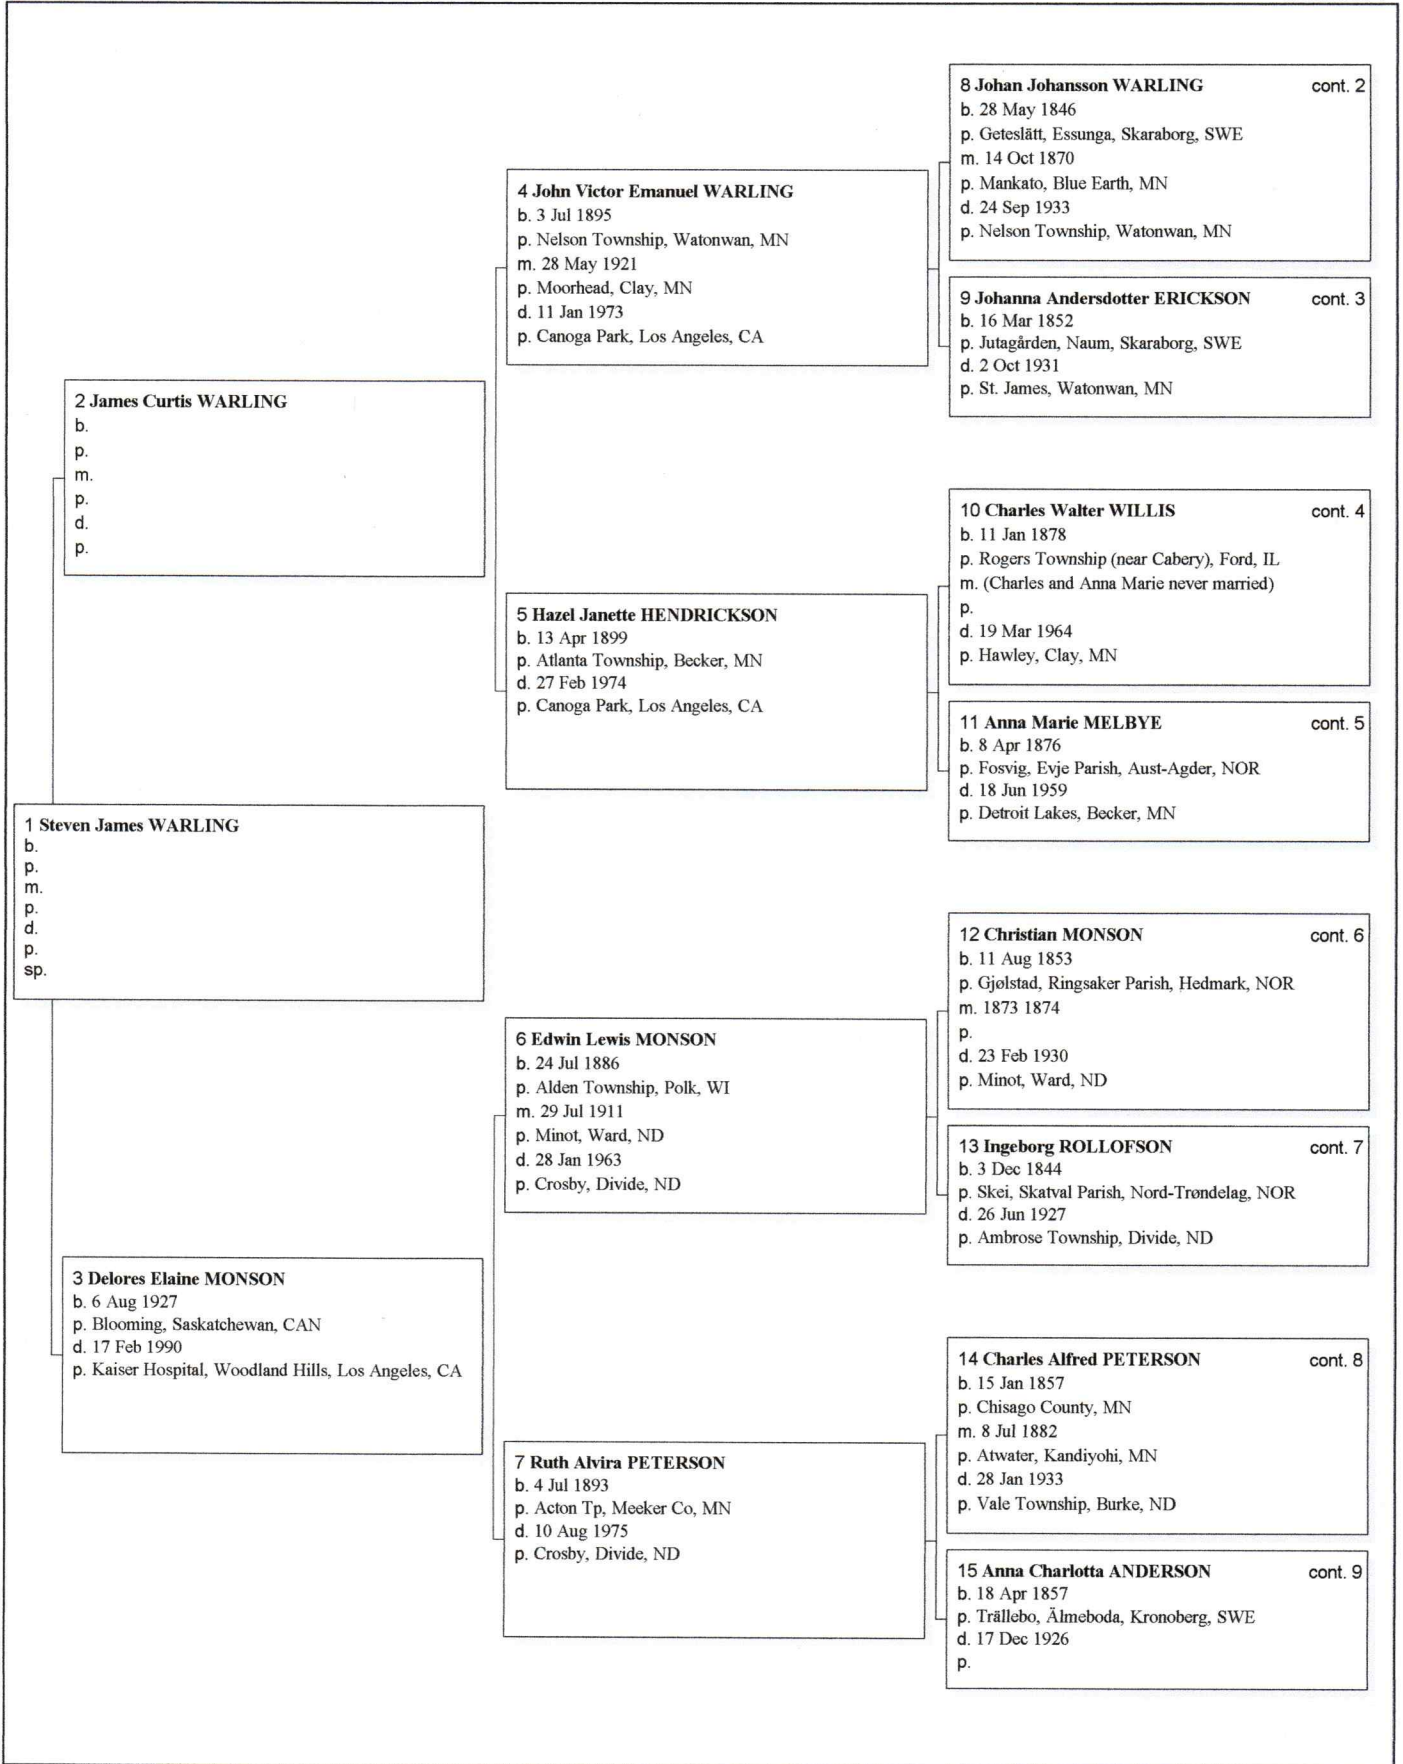 8 Johan Johansson WARLING cont. 2
b. 28 May 1846
p. Geteslätt, Essunga, Skaraborg, SWE
m. 14 Oct 1870
p. Mankato, Blue Earth, MN
d. 24 Sep 1933
p. Nelson Township, Watonwan, MN
4 John Victor Emanuel WARLING
b. 3 Jul 1895
p. Nelson Township, Watonwan, MN
m. 28 May 1921
p. Moorhead, Clay, MN
d. 11 Jan 1973
p. Canoga Park, Los Angeles, CA
9 Johanna Andersdotter ERICKSON cont. 3
b. 16 Mar 1852
p. Jutagården, Naum, Skaraborg, SWE
d. 2 Oct 1931
p. St. James, Watonwan, MN
2 James Curtis WARLING
b.
p.
m.
p.
d.
p.
10 Charles Walter WILLIS cont. 4
b. 11 Jan 1878
p. Rogers Township (near Cabery), Ford, IL
m. (Charles and Anna Marie never married)
p.
d. 19 Mar 1964
p. Hawley, Clay, MN
5 Hazel Janette HENDRICKSON
b. 13 Apr 1899
p. Atlanta Township, Becker, MN
d. 27 Feb 1974
p. Canoga Park, Los Angeles, CA
11 Anna Marie MELBYE cont. 5
b. 8 Apr 1876
p. Fosvig, Evje Parish, Aust-Agder, NOR
d. 18 Jun 1959
p. Detroit Lakes, Becker, MN
1 Steven James WARLING
b.
p.
m.
p.
d.
p.
sp.
12 Christian MONSON cont. 6
b. 11 Aug 1853
p. Gjølstad, Ringsaker Parish, Hedmark, NOR
m. 1873 1874
p.
d. 23 Feb 1930
p. Minot, Ward, ND
6 Edwin Lewis MONSON
b. 24 Jul 1886
p. Alden Township, Polk, WI
m. 29 Jul 1911
p. Minot, Ward, ND
d. 28 Jan 1963
p. Crosby, Divide, ND
13 Ingeborg ROLLOFSON cont. 7
b. 3 Dec 1844
p. Skei, Skatval Parish, Nord-Trøndelag, NOR
d. 26 Jun 1927
p. Ambrose Township, Divide, ND
3 Delores Elaine MONSON
b. 6 Aug 1927
p. Blooming, Saskatchewan, CAN
d. 17 Feb 1990
p. Kaiser Hospital, Woodland Hills, Los Angeles, CA
14 Charles Alfred PETERSON cont. 8
b. 15 Jan 1857
p. Chisago County, MN
m. 8 Jul 1882
p. Atwater, Kandiyohi, MN
d. 28 Jan 1933
p. Vale Township, Burke, ND
7 Ruth Alvira PETERSON
b. 4 Jul 1893
p. Acton Tp, Meeker Co, MN
d. 10 Aug 1975
p. Crosby, Divide, ND
15 Anna Charlotta ANDERSON cont. 9
b. 18 Apr 1857
p. Trällebo, Älmeboda, Kronoberg, SWE
d. 17 Dec 1926
p.